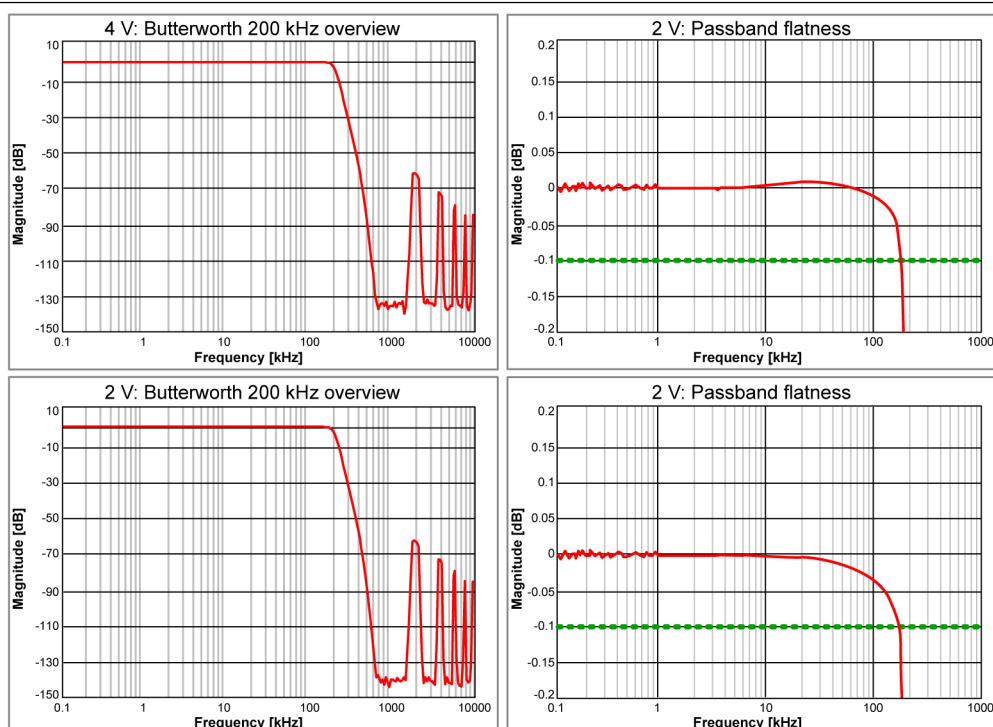 4 V: Butterworth 200 kHz overview
Magnitude [dB]
10
-10
-30
-50
-70
-90
-110
-130
-150
0.1 1 10 100 1000 10000
Frequency [kHz]
2 V: Passband flatness
Magnitude [dB]
0.2
0.15
0.1
0.05
0
-0.05
-0.1
-0.15
-0.2
0.1 1 10 100 1000
Frequency [kHz]
2 V: Butterworth 200 kHz overview
Magnitude [dB]
10
-10
-30
-50
-70
-90
-110
-130
-150
0.1 1 10 100 1000 10000
Frequency [kHz]
2 V: Passband flatness
Magnitude [dB]
0.2
0.15
0.1
0.05
0
-0.05
-0.1
-0.15
-0.2
0.1 1 10 100 1000
Frequency [kHz]